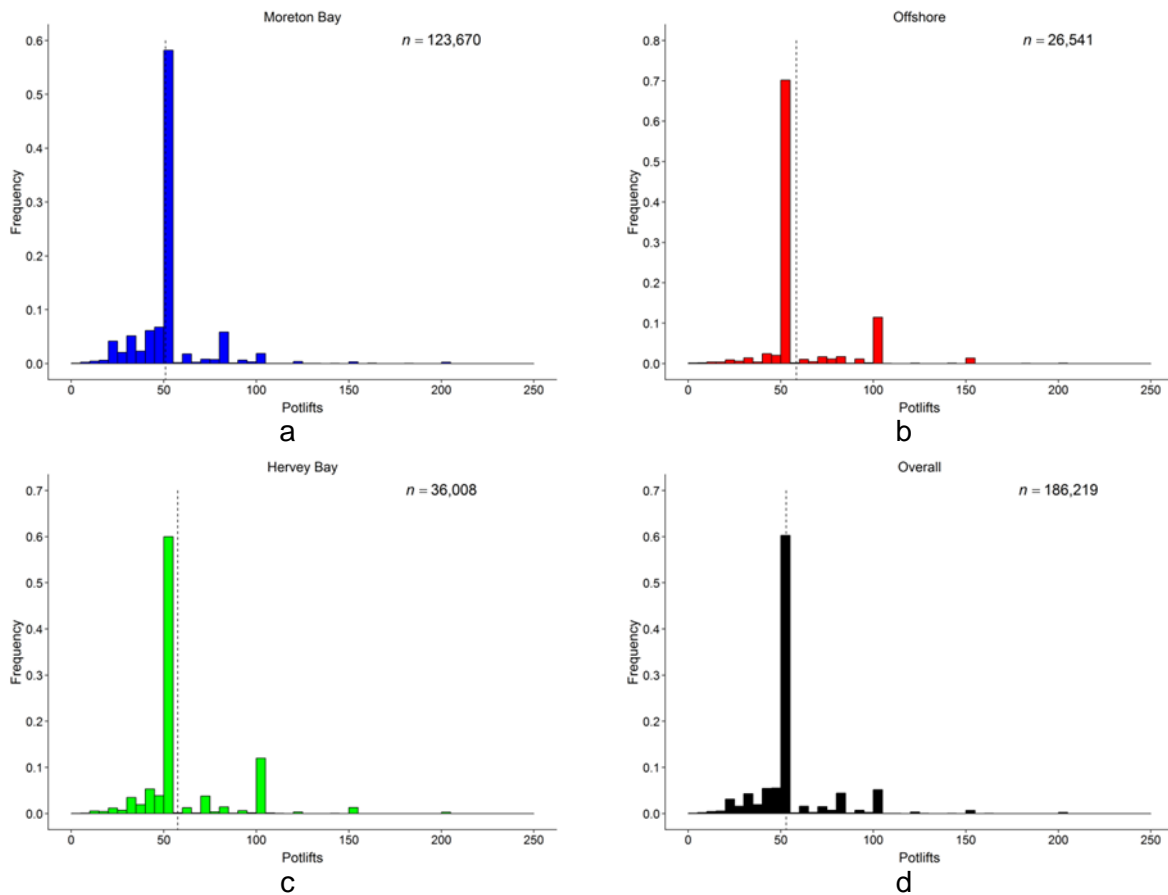 Moreton Bay
n = 123,670
0.6
0.5
0.4
0.3
0.2
0.1
0.0
Frequency
0 50 100 150 200 250
Potlifts
a
Offshore
n = 26,541
0.8
0.7
0.6
0.5
0.4
0.3
0.2
0.1
0.0
Frequency
0 50 100 150 200 250
Potlifts
b
Hervey Bay
n = 36,008
0.7
0.6
0.5
0.4
0.3
0.2
0.1
0.0
Frequency
0 50 100 150 200 250
Potlifts
c
Overall
n = 186,219
0.7
0.6
0.5
0.4
0.3
0.2
0.1
0.0
Frequency
0 50 100 150 200 250
Potlifts
d